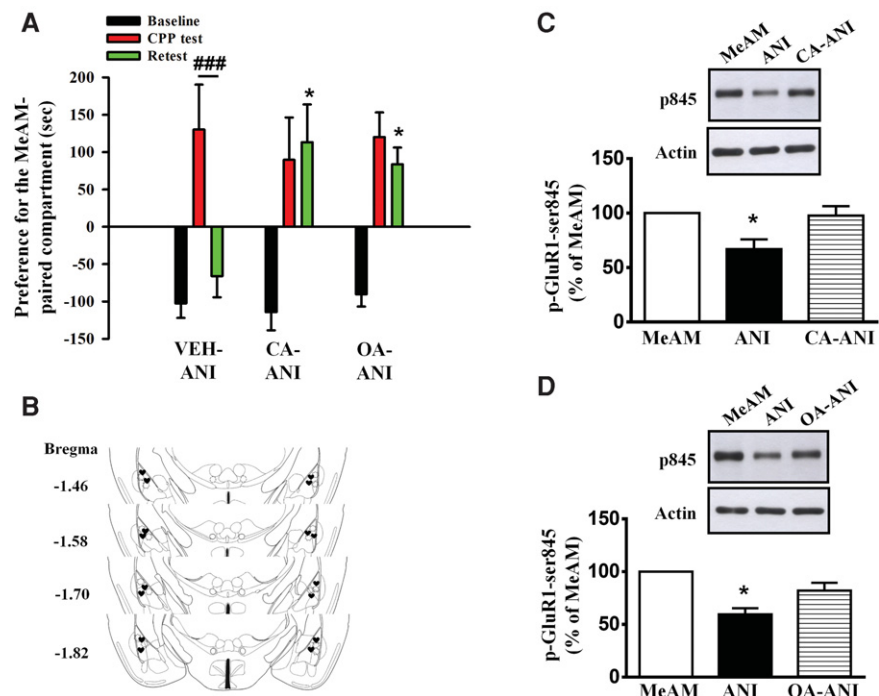 A
Baseline
CPP test
Retest
Preference for the MeAM-
paired compartment (sec)
200
150
100
50
0
-50
-100
-150
###
*
*
VEH-
ANI
CA-
ANI
OA-
ANI
B
Bregma
-1.46
-1.58
-1.70
-1.82
C
MeAM
ANI
CA-ANI
p845
Actin
p-GluR1-ser845
(% of MeAM)
150
100
50
0
*
MeAM
ANI
CA-ANI
D
MeAM
ANI
OA-ANI
p845
Actin
p-GluR1-ser845
(% of MeAM)
150
100
50
0
*
MeAM
ANI
OA-ANI